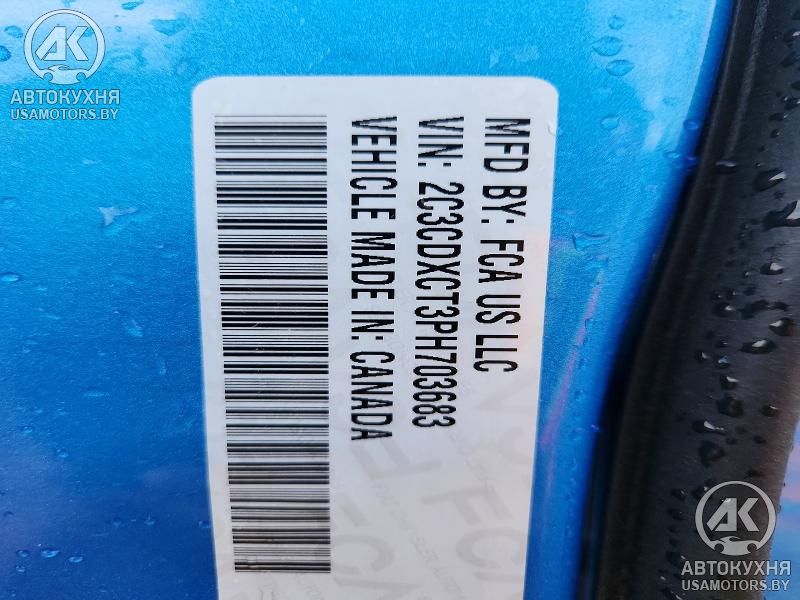 MFD BY: FCA US LLC
VIN: 2C3CDXCT3PH703683
VEHICLE MADE IN: CANADA
АК
АВТОКУХНЯ
USAMOTORS.BY
АК
АВТОКУХНЯ
USAMOTORS.BY